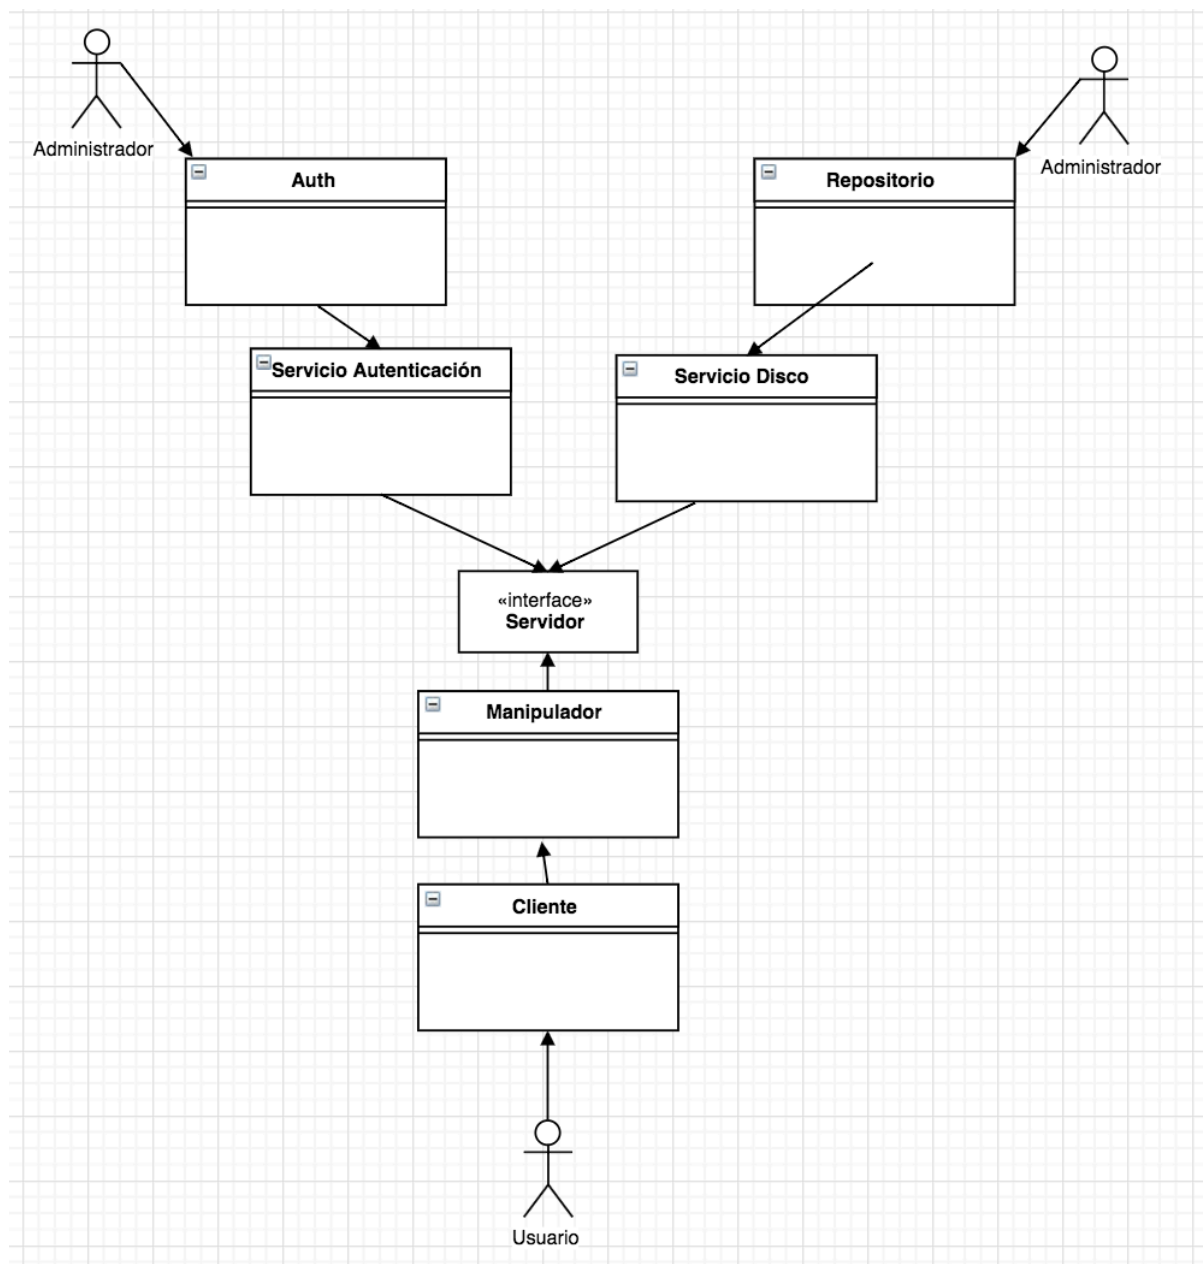 Administrador
Administrador
Auth
Repositorio
Servicio Autenticación
Servicio Disco
«interface»
Servidor
Manipulador
Cliente
Usuario